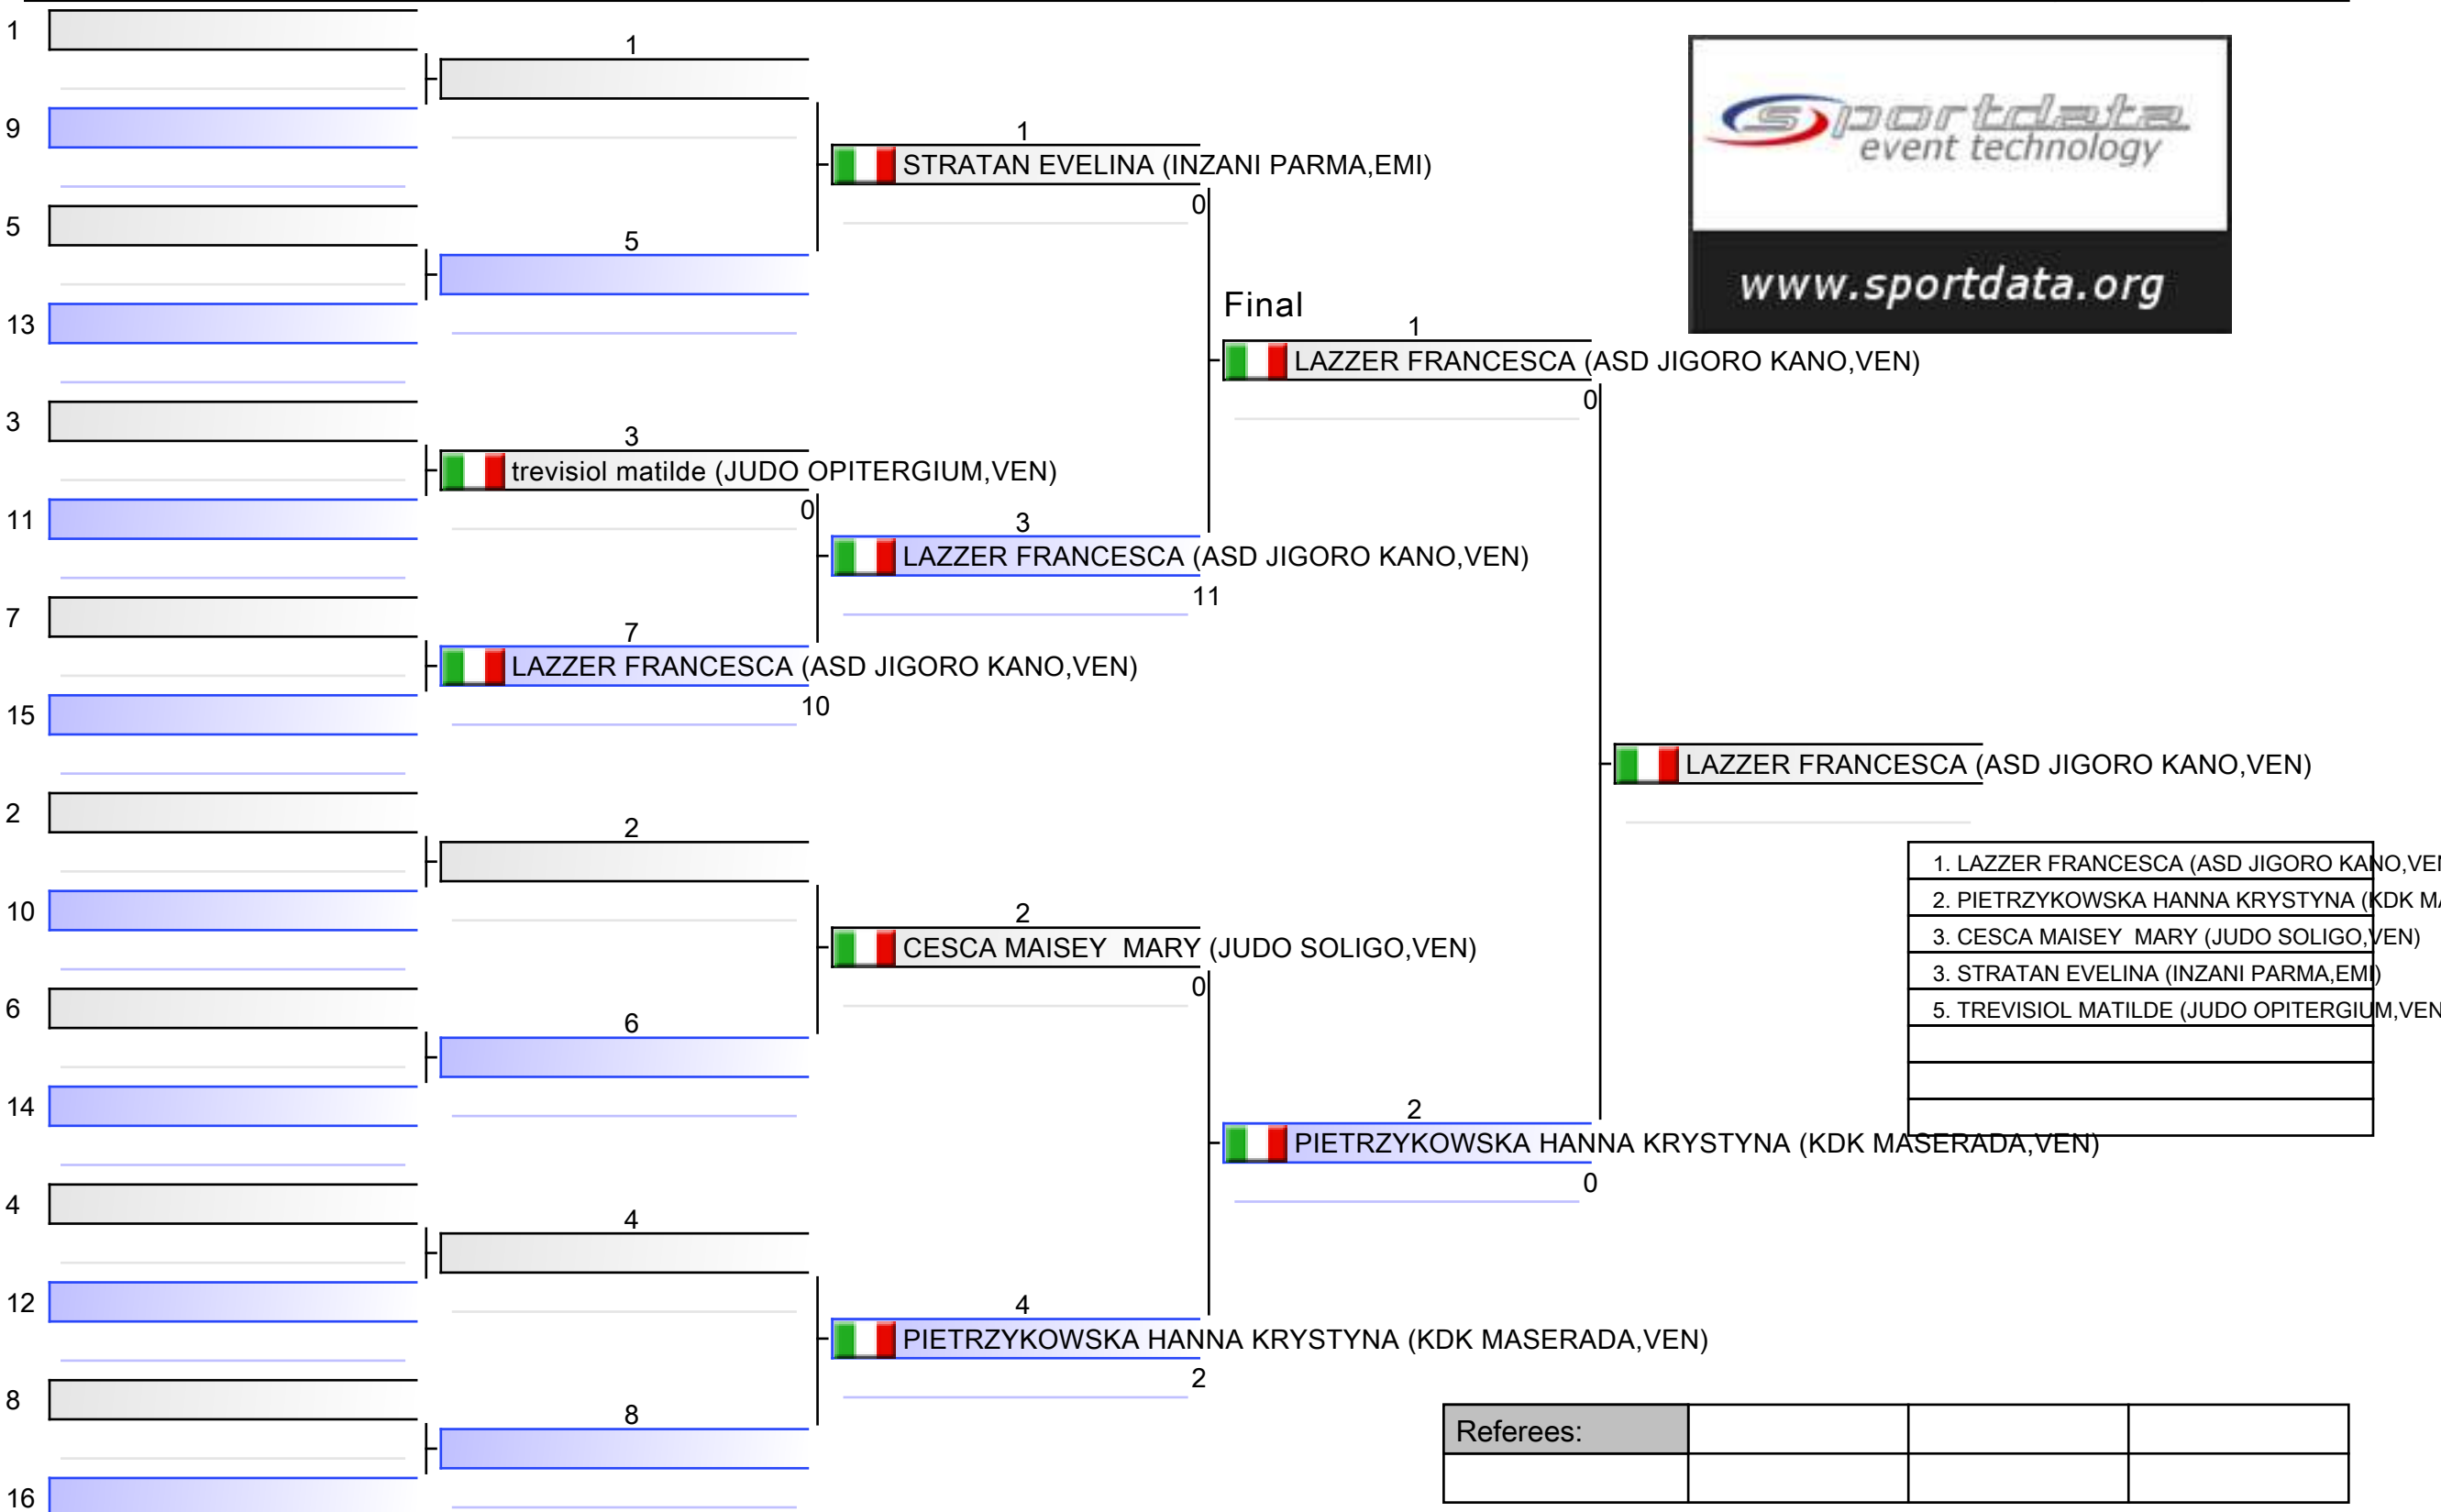 1
9
5
13
3
11
7
15
2
10
6
14
4
12
8
16
1
5
3
trevisiol matilde (JUDO OPITERGIUM,VEN)
0
7
LAZZER FRANCESCA (ASD JIGORO KANO,VEN)
10
2
6
4
8
1
STRATAN EVELINA (INZANI PARMA,EMI)
0
3
LAZZER FRANCESCA (ASD JIGORO KANO,VEN)
11
2
CESCA MAISEY  MARY (JUDO SOLIGO,VEN)
0
4
PIETRZYKOWSKA HANNA KRYSTYNA (KDK MASERADA,VEN)
2
Final
1
LAZZER FRANCESCA (ASD JIGORO KANO,VEN)
0
2
PIETRZYKOWSKA HANNA KRYSTYNA (KDK MASERADA,VEN)
0
LAZZER FRANCESCA (ASD JIGORO KANO,VEN)
sportdata
event technology
www.sportdata.org
1. LAZZER FRANCESCA (ASD JIGORO KANO,VEN
2. PIETRZYKOWSKA HANNA KRYSTYNA (KDK MA
3. CESCA MAISEY  MARY (JUDO SOLIGO,VEN)
3. STRATAN EVELINA (INZANI PARMA,EMI)
5. TREVISIOL MATILDE (JUDO OPITERGIUM,VEN
Referees: